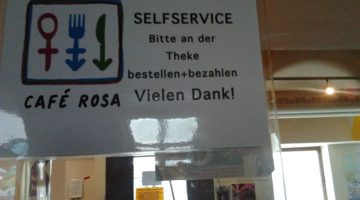 SELFSERVICE
Bitte an der
Theke
bestellen+bezahlen
Vielen Dank!
CAFÉ ROSA